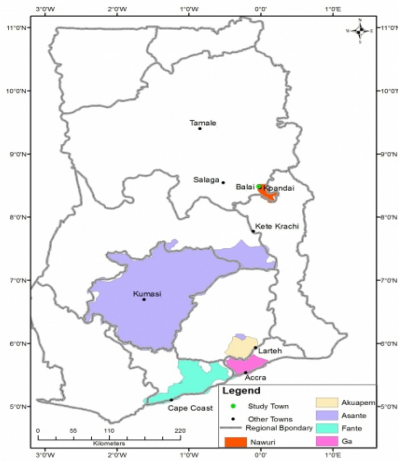 3°0'W 2°0'W 1°0'W 0°0' 1°0'E
N
W E
S
11°0'N 11°0'N
10°0'N 10°0'N
Tamale
9°0'N 9°0'N
Salaga
Balai Kpandai
8°0'N 8°0'N
Kete Krachi
7°0'N 7°0'N
Kumasi
6°0'N 6°0'N
Larteh
Accra
Cape Coast
5°0'N 5°0'N
Legend
Study Town
Other Towns
Regional Boundary
Nawuri
Akuapem
Asante
Fante
Ga
0 55 110 220
Kilometers
3°0'W 2°0'W 1°0'W 0°0' 1°0'E